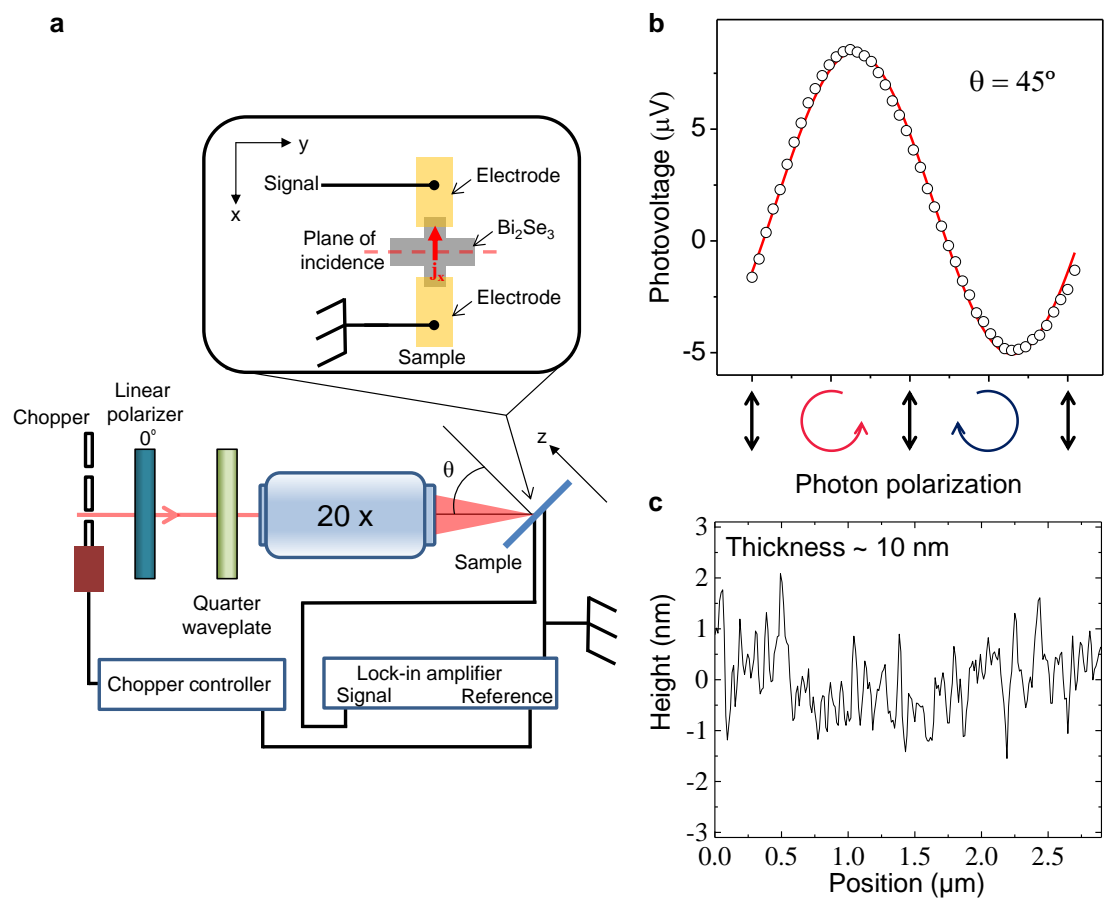 a
y
x
Signal
Electrode
Bi₂Se₃
Plane of
incidence
jₓ
Electrode
Sample
Chopper
Linear
polarizer
0°
z
θ
20 x
Sample
Quarter
waveplate
Chopper controller
Lock-in amplifier
Signal
Reference
b
θ = 45º
Photovoltage (μV)
5
0
-5
Photon polarization
c
Thickness ~ 10 nm
Height (nm)
3
2
1
0
-1
-2
-3
0.0 0.5 1.0 1.5 2.0 2.5
Position (μm)